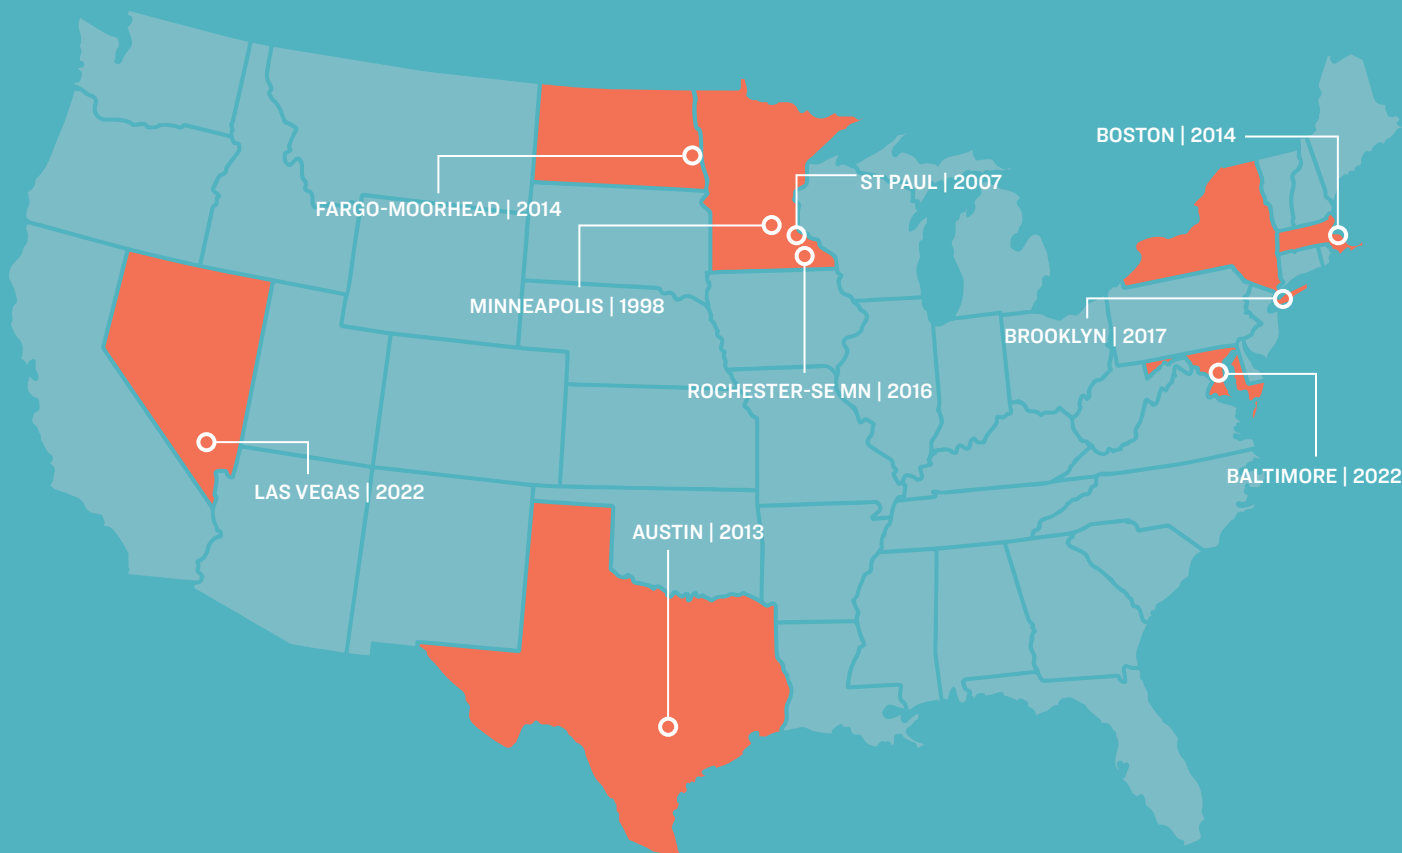 BOSTON | 2014
ST PAUL | 2007
FARGO-MOORHEAD | 2014
MINNEAPOLIS | 1998
BROOKLYN | 2017
ROCHESTER-SE MN | 2016
BALTIMORE | 2022
LAS VEGAS | 2022
AUSTIN | 2013